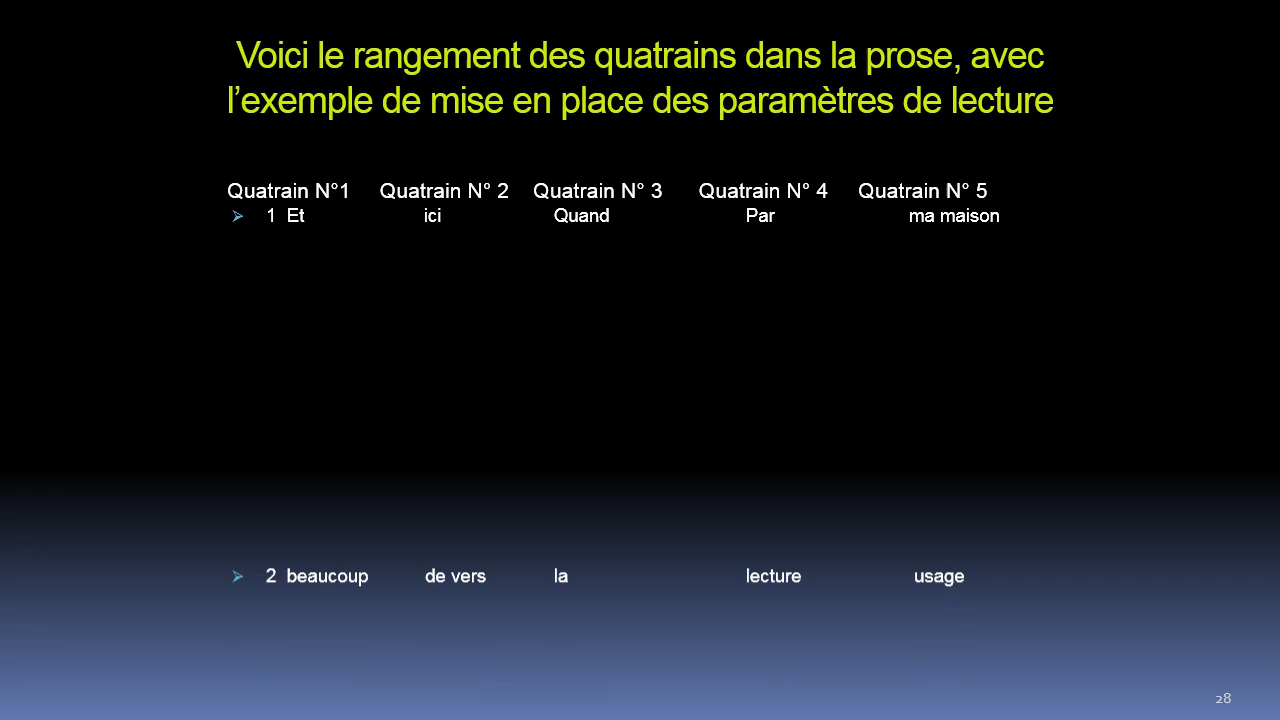 Voici le rangement des quatrains dans la prose, avec
l’exemple de mise en place des paramètres de lecture
Quatrain N°1 Quatrain N° 2 Quatrain N° 3 Quatrain N° 4 Quatrain N° 5
1 Et ici Quand Par ma maison
2 beaucoup de vers la lecture usage
28